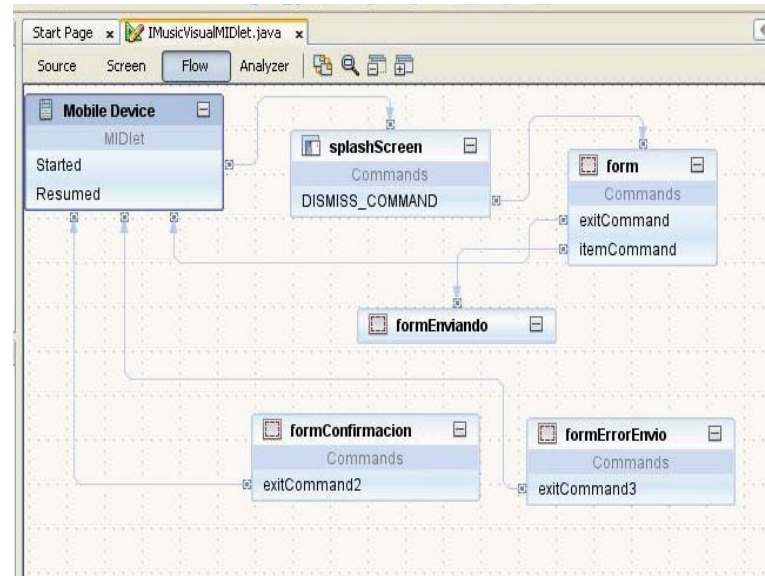 Start Page x IMusicVisualMIDlet.java x
Source Screen Flow Analyzer
Mobile Device
MIDlet
Started
Resumed
splashScreen
Commands
DISMISS_COMMAND
form
Commands
exitCommand
itemCommand
formEnviando
formConfirmacion
Commands
exitCommand2
formErrorEnvio
Commands
exitCommand3